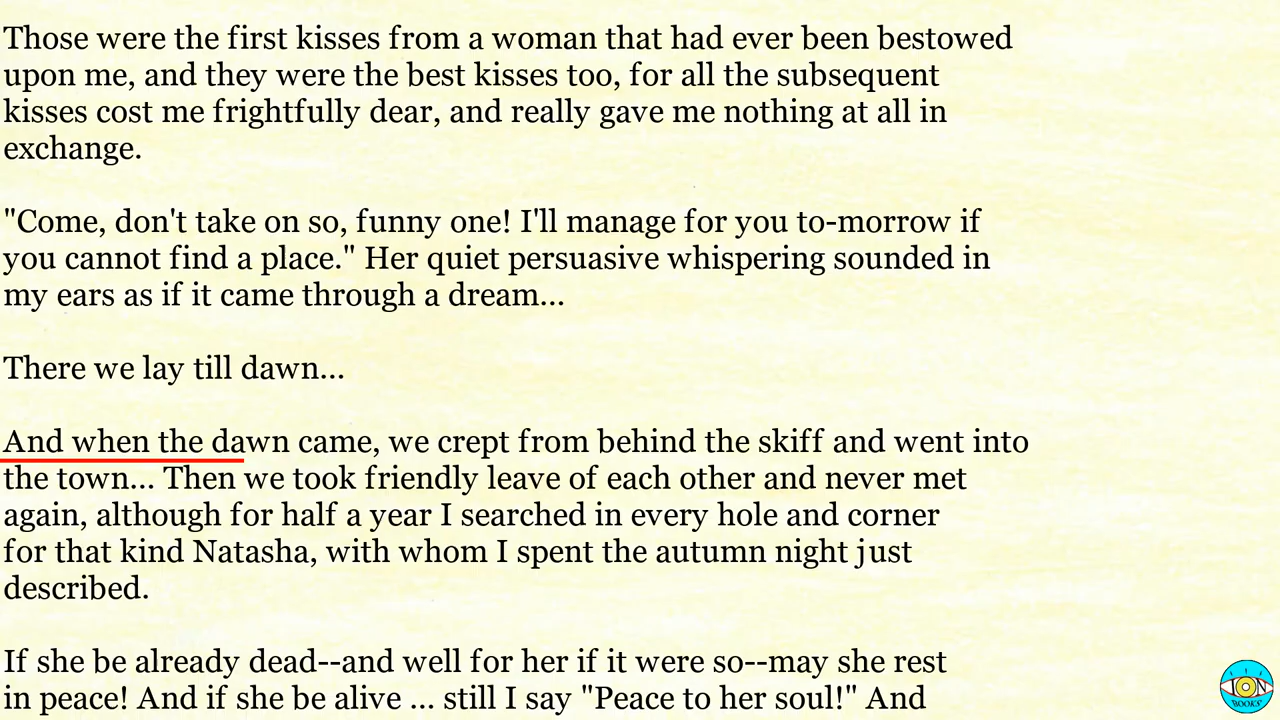 Those were the first kisses from a woman that had ever been bestowed
upon me, and they were the best kisses too, for all the subsequent
kisses cost me frightfully dear, and really gave me nothing at all in
exchange.
"Come, don't take on so, funny one! I'll manage for you to-morrow if
you cannot find a place." Her quiet persuasive whispering sounded in
my ears as if it came through a dream...
There we lay till dawn...
And when the dawn came, we crept from behind the skiff and went into
the town... Then we took friendly leave of each other and never met
again, although for half a year I searched in every hole and corner
for that kind Natasha, with whom I spent the autumn night just
described.
If she be already dead--and well for her if it were so--may she rest
in peace! And if she be alive ... still I say "Peace to her soul!" And
ION
BOOKS